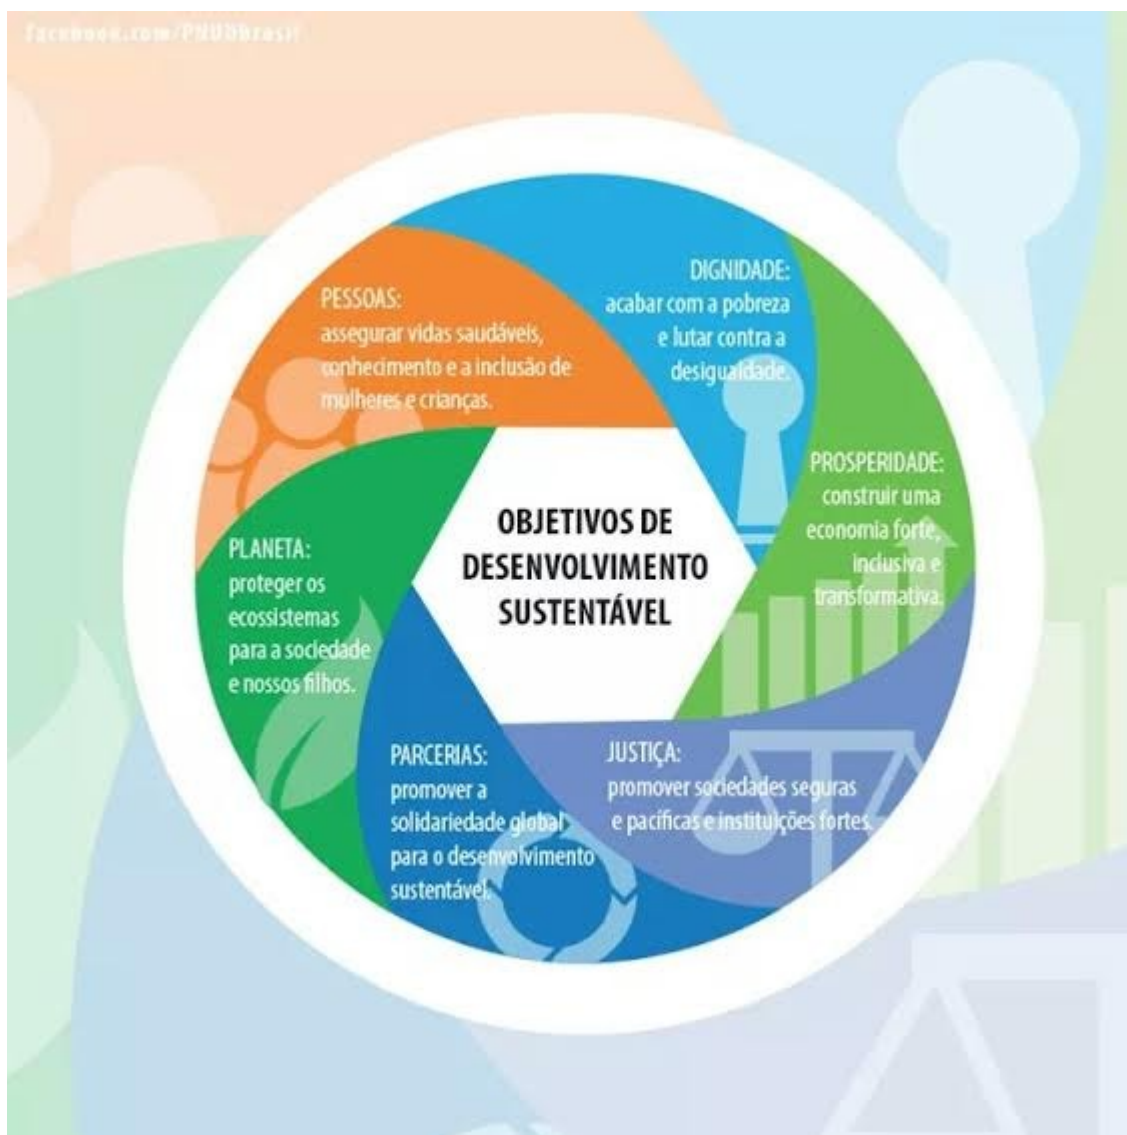 facebook.com/PNUDBrasil
DIGNIDADE:
acabar com a pobreza
e lutar contra a
desigualdade.
PESSOAS:
assegurar vidas saudáveis,
conhecimento e a inclusão de
mulheres e crianças.
PROSPERIDADE:
construir uma
economia forte,
inclusiva e
transformativa.
OBJETIVOS DE
DESENVOLVIMENTO
SUSTENTÁVEL
PLANETA:
proteger os
ecossistemas
para a sociedade
e nossos filhos.
PARCERIAS:
promover a
solidariedade global
para o desenvolvimento
sustentável.
JUSTIÇA:
promover sociedades seguras
e pacíficas e instituições fortes.